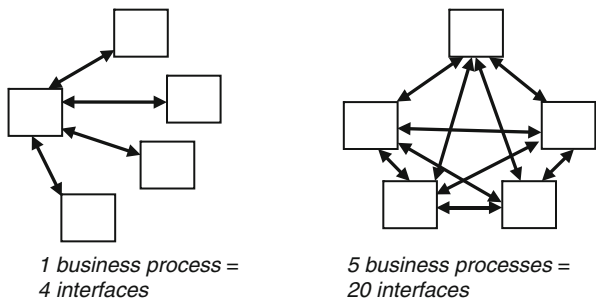 1 business process =
4 interfaces
5 business processes =
20 interfaces